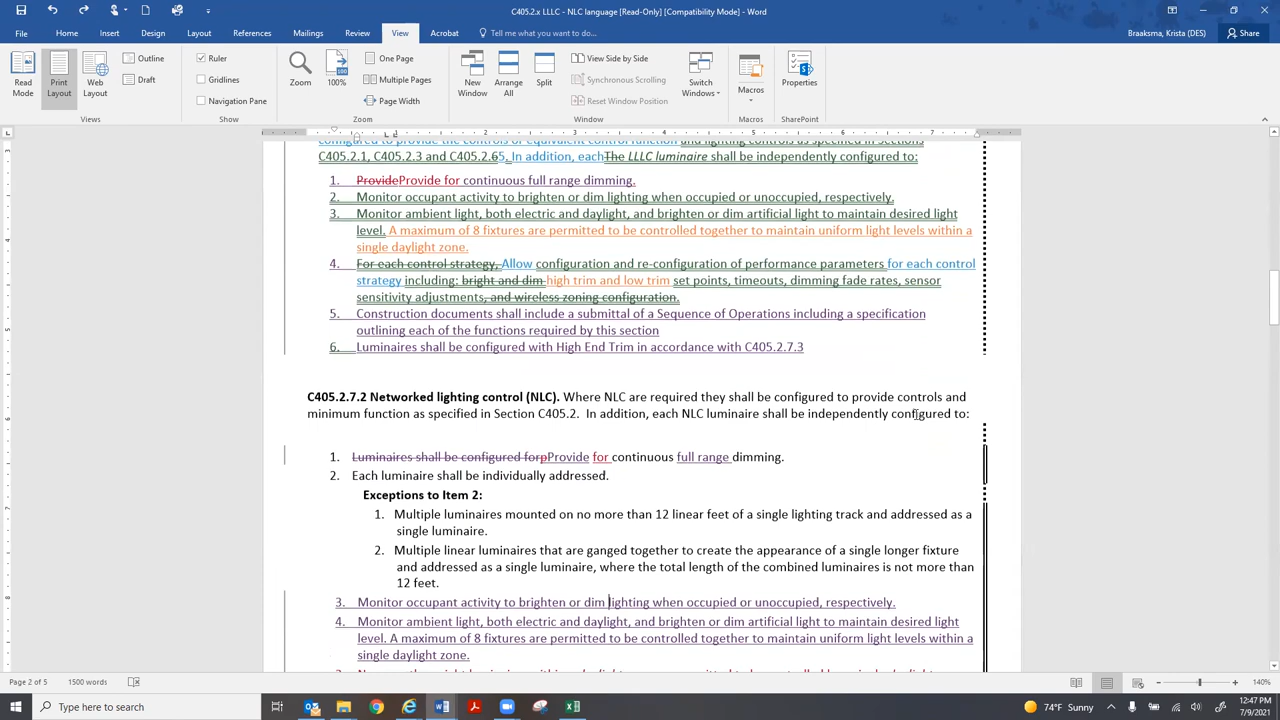 C405.2.x LLLC - NLC language [Read-Only] [Compatibility Mode] - Word
File Home Insert Design Layout References Mailings Review View Acrobat Tell me what you want to do... Braaksma, Krista (DES) Share
Read Mode
Print Layout
Web Layout
Outline
Draft
Views
Ruler
Gridlines
Navigation Pane
Show
Zoom
100%
One Page
Multiple Pages
Page Width
Zoom
New Window
Arrange All
Split
View Side by Side
Synchronous Scrolling
Reset Window Position
Window
Switch Windows
Macros
Macros
Properties
SharePoint
configured to provide the controls or equivalent control function and lighting controls as specified in Sections
C405.2.1, C405.2.3 and C405.2.65. In addition, eachThe LLLC luminaire shall be independently configured to:
1. ProvideProvide for continuous full range dimming.
2. Monitor occupant activity to brighten or dim lighting when occupied or unoccupied, respectively.
3. Monitor ambient light, both electric and daylight, and brighten or dim artificial light to maintain desired light
level. A maximum of 8 fixtures are permitted to be controlled together to maintain uniform light levels within a
single daylight zone.
4. For each control strategy, Allow configuration and re-configuration of performance parameters for each control
strategy including: bright and dim high trim and low trim set points, timeouts, dimming fade rates, sensor
sensitivity adjustments, and wireless zoning configuration.
5. Construction documents shall include a submittal of a Sequence of Operations including a specification
outlining each of the functions required by this section
6. Luminaires shall be configured with High End Trim in accordance with C405.2.7.3
C405.2.7.2 Networked lighting control (NLC). Where NLC are required they shall be configured to provide controls and
minimum function as specified in Section C405.2. In addition, each NLC luminaire shall be independently configured to:
1. Luminaires shall be configured forpProvide for continuous full range dimming.
2. Each luminaire shall be individually addressed.
Exceptions to Item 2:
1. Multiple luminaires mounted on no more than 12 linear feet of a single lighting track and addressed as a
single luminaire.
2. Multiple linear luminaires that are ganged together to create the appearance of a single longer fixture
and addressed as a single luminaire, where the total length of the combined luminaires is not more than
12 feet.
3. Monitor occupant activity to brighten or dim lighting when occupied or unoccupied, respectively.
4. Monitor ambient light, both electric and daylight, and brighten or dim artificial light to maintain desired light
level. A maximum of 8 fixtures are permitted to be controlled together to maintain uniform light levels within a
single daylight zone.
Page 2 of 5 1500 words 140%
Type here to search 74°F 12:47 PM
7/9/2021